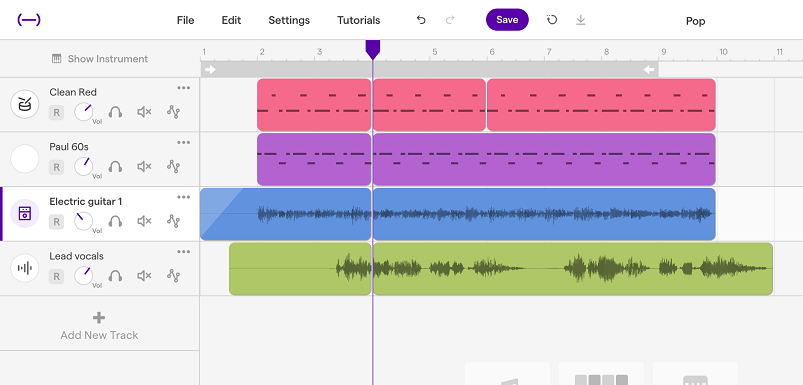 File Edit Settings Tutorials Save Pop
Show Instrument
1 2 3 5 6 7 8 9 10 11
Clean Red
R Vol
Paul 60s
R Vol
Electric guitar 1
R Vol
Lead vocals
R Vol
Add New Track